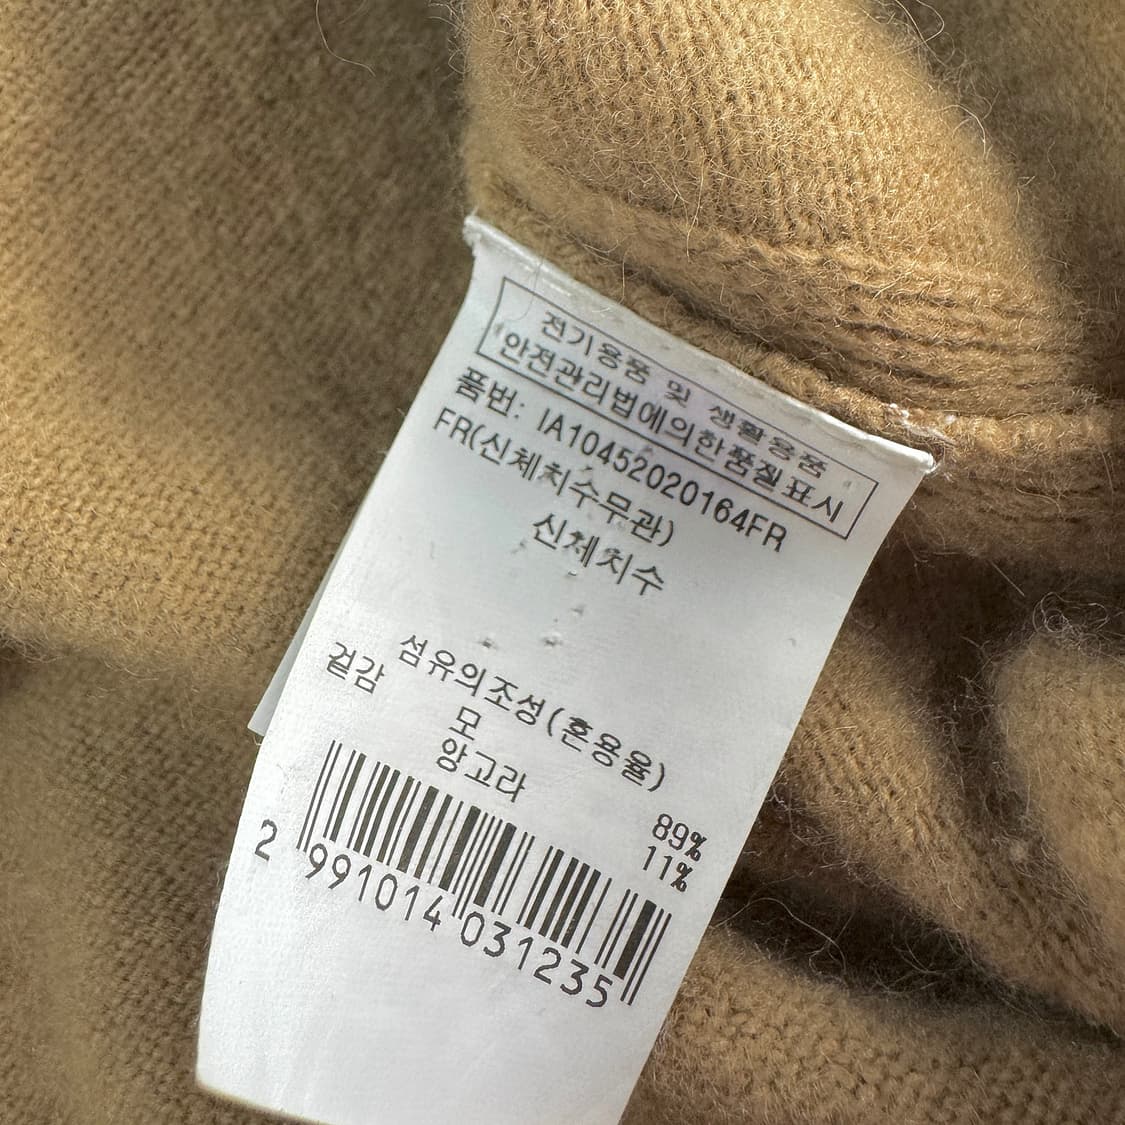 전기용품 및 생활용품
안전관리법에의한품질표시
품번: IA10452020164FR
FR(신체치수무관)
신체치수
섬유의조성(혼용율)
겉감
모 89%
앙고라 11%
2 991014 031235